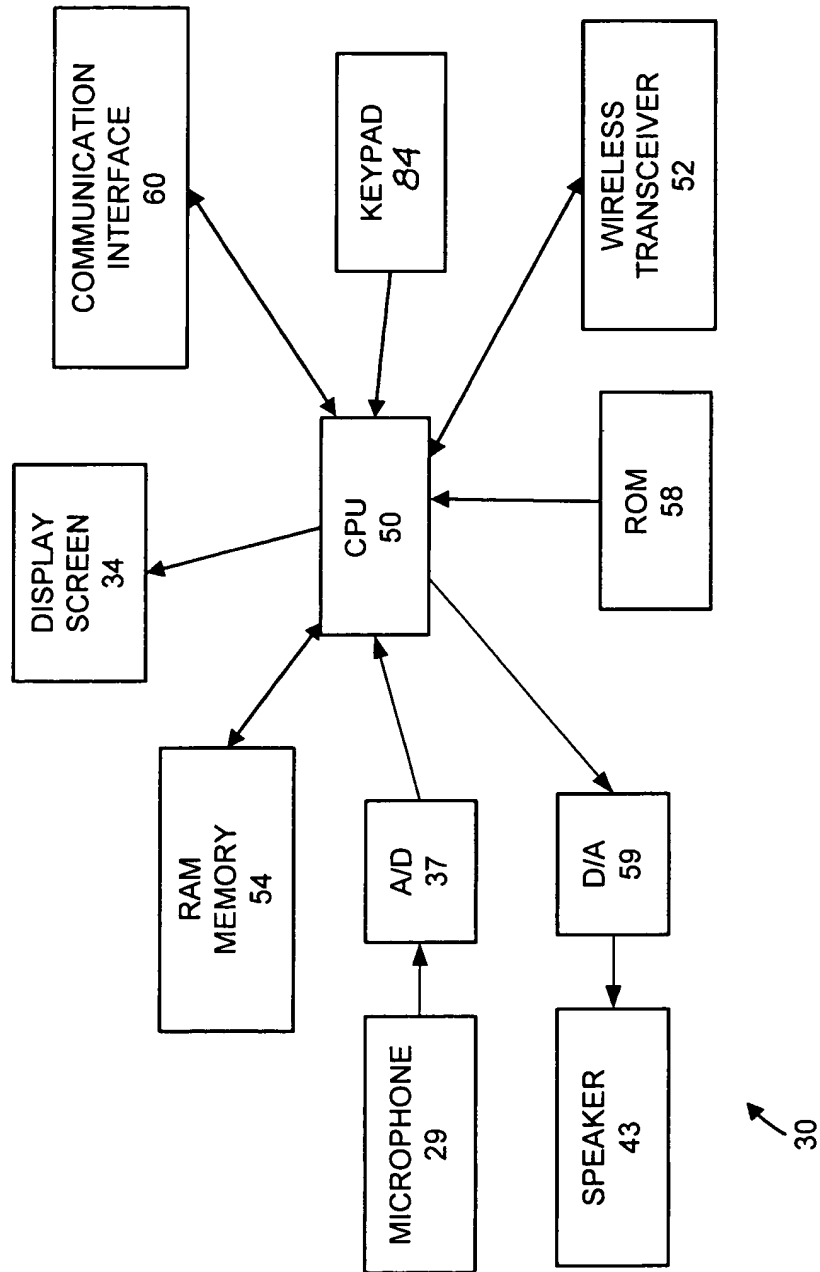 DISPLAY
SCREEN
34
COMMUNICATION
INTERFACE
60
RAM
MEMORY
54
MICROPHONE
29
A/D
37
CPU
50
KEYPAD
84
SPEAKER
43
D/A
59
ROM
58
WIRELESS
TRANSCEIVER
52
30